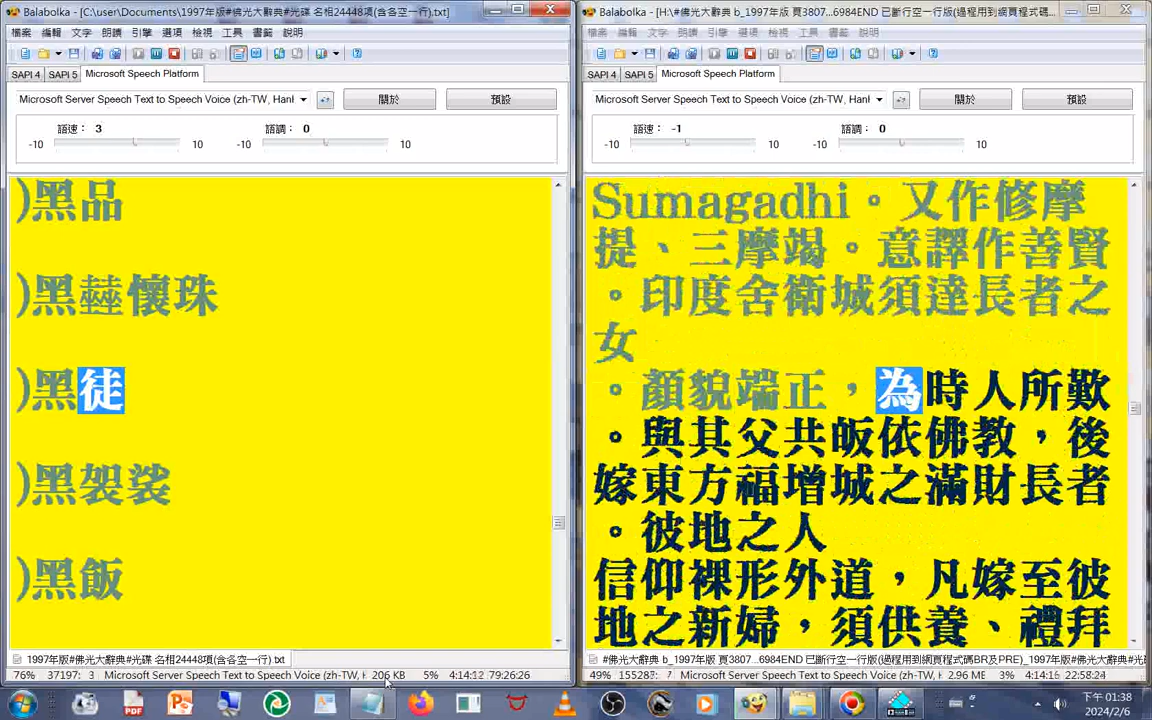 Balabolka - [C:\user\Documents\1997年版#佛光大辭典#光碟 名相24448項(含各空一行).txt]
檔案 編輯 文字 朗讀 引擎 選項 檢視 工具 書籤 說明
SAPI 4 SAPI 5 Microsoft Speech Platform
Microsoft Server Speech Text to Speech Voice (zh-TW, Hanl
關於 預設
語速： 3 語調： 0
-10 10 -10 10
)黑品
)黑
懷珠
)黑徒
)黑袈裟
)黑飯
1997年版#佛光大辭典#光碟 名相24448項(含各空一行).txt
76% 37197: 3 Microsoft Server Speech Text to Speech Voice (zh-TW, H 206 KB 5% 4:14:12 79:26:26
Balabolka - [H:\#佛光大辭典 b_1997年版 頁3807...6984END 已斷行空一行版(過程用到網頁程式碼...
檔案 編輯 文字 朗讀 引擎 選項 檢視 工具 書籤 說明
SAPI 4 SAPI 5 Microsoft Speech Platform
Microsoft Server Speech Text to Speech Voice (zh-TW, Hanl
關於 預設
語速： -1 語調： 0
-10 10 -10 10
Sumagadhi。又作修摩
提、三摩竭。意譯作善賢
。印度舍衛城須達長者之
女
。顏貌端正，為時人所歎
。與其父共皈依佛教，後
嫁東方福增城之滿財長者
。彼地之人
信仰裸形外道，凡嫁至彼
地之新婦，須供養、禮拜
#佛光大辭典 b_1997年版 頁3807...6984END 已斷行空一行版(過程用到網頁程式碼BR及PRE)_1997年版#佛光
49% 155287: ? Microsoft Server Speech Text to Speech Voice (zh-TW, H 2.96 ME 3% 4:14:16 22:58:24
PDF
下午 01:38
2024/2/6